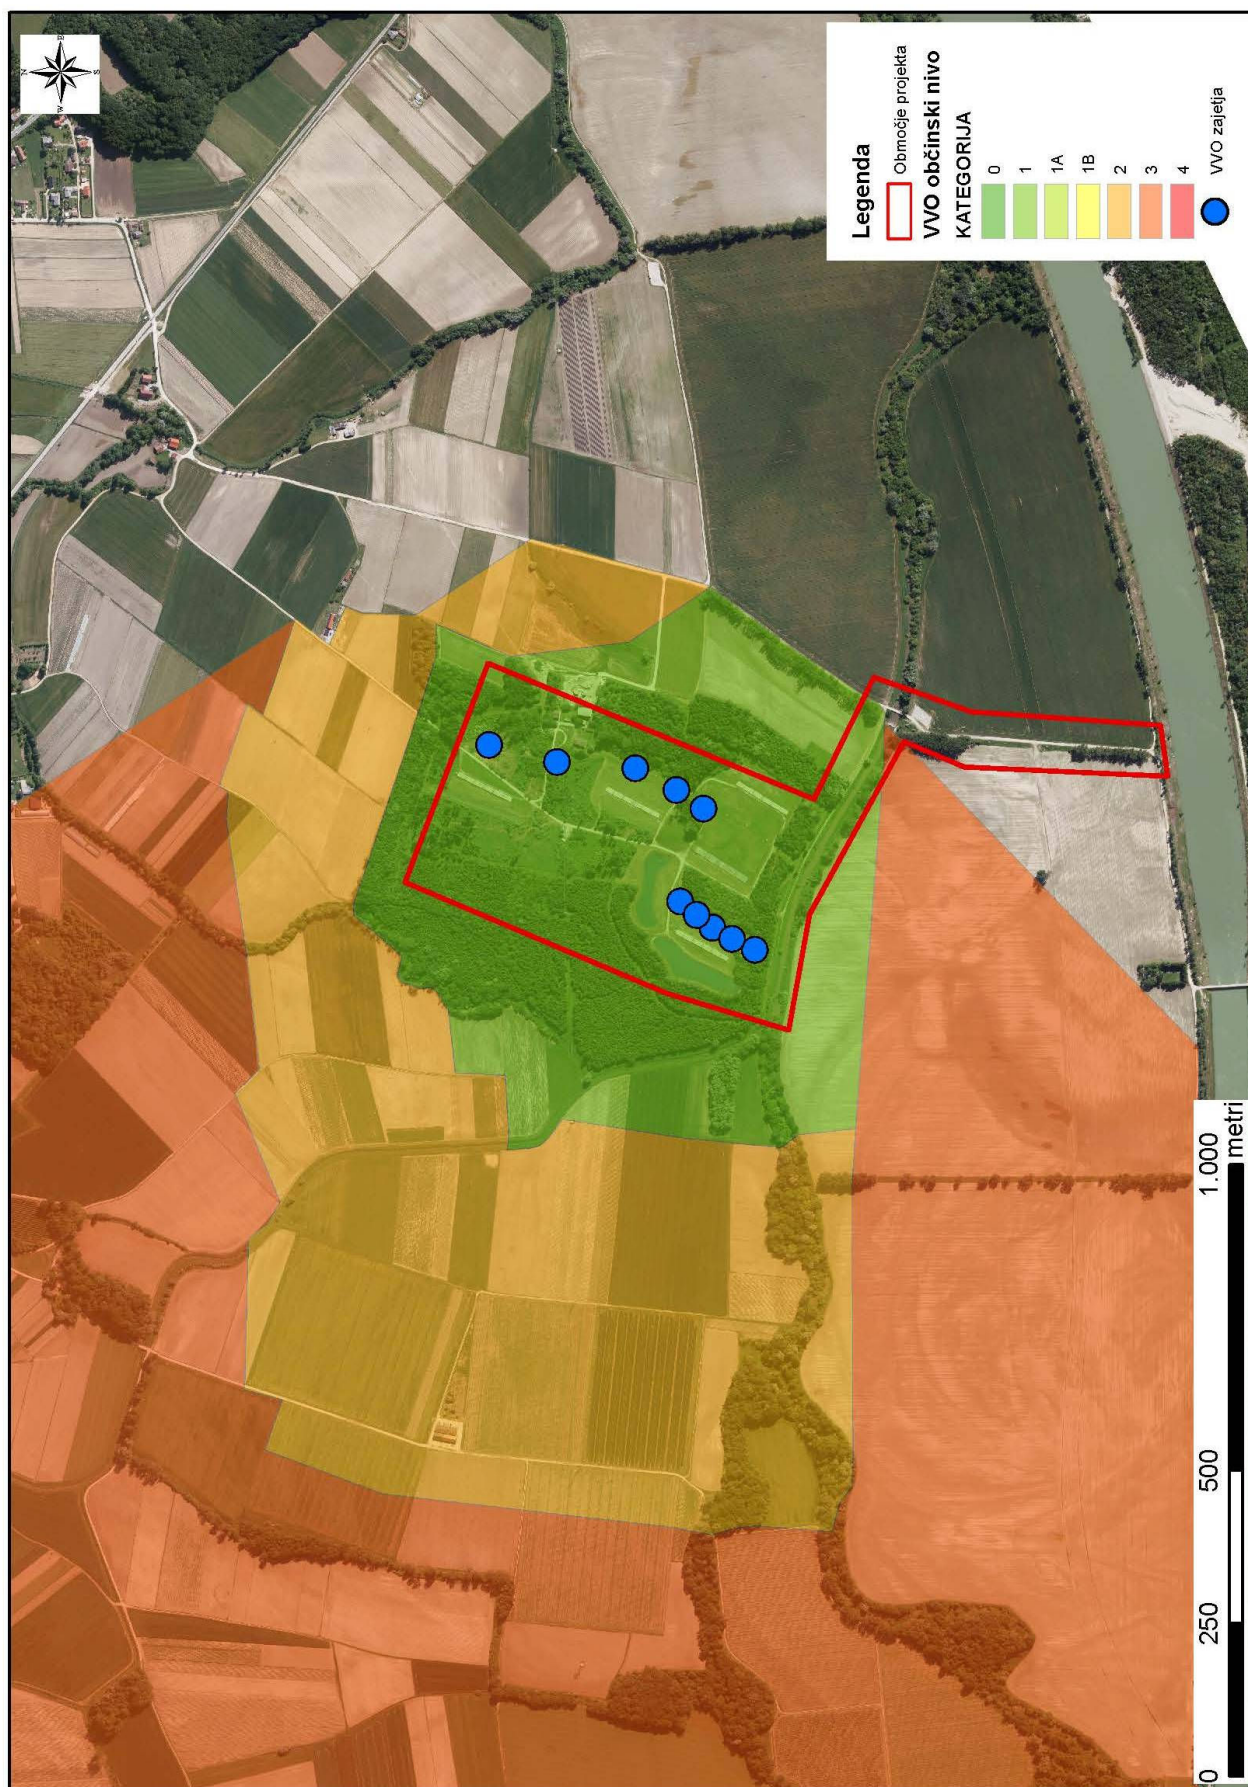 N
E
S
W
Legenda
Območje projekta
VVO občinski nivo
KATEGORIJA
0
1
1A
1B
2
3
4
VVO zajetja
0 250 500 1.000
metri